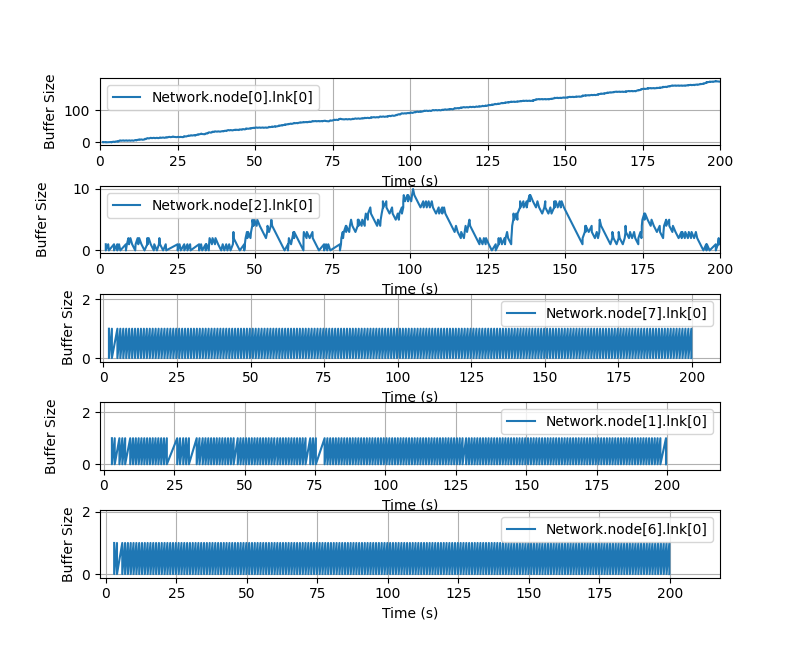 Buffer Size
100
0
Network.node[0].lnk[0]
0 25 50 75 100 125 150 175 200
Time (s)
Buffer Size
10
5
0
Network.node[2].lnk[0]
0 25 50 75 100 125 150 175 200
Time (s)
Buffer Size
2
0
Network.node[7].lnk[0]
0 25 50 75 100 125 150 175 200
Time (s)
Buffer Size
2
0
Network.node[1].lnk[0]
0 25 50 75 100 125 150 175 200
Time (s)
Buffer Size
2
0
Network.node[6].lnk[0]
0 25 50 75 100 125 150 175 200
Time (s)